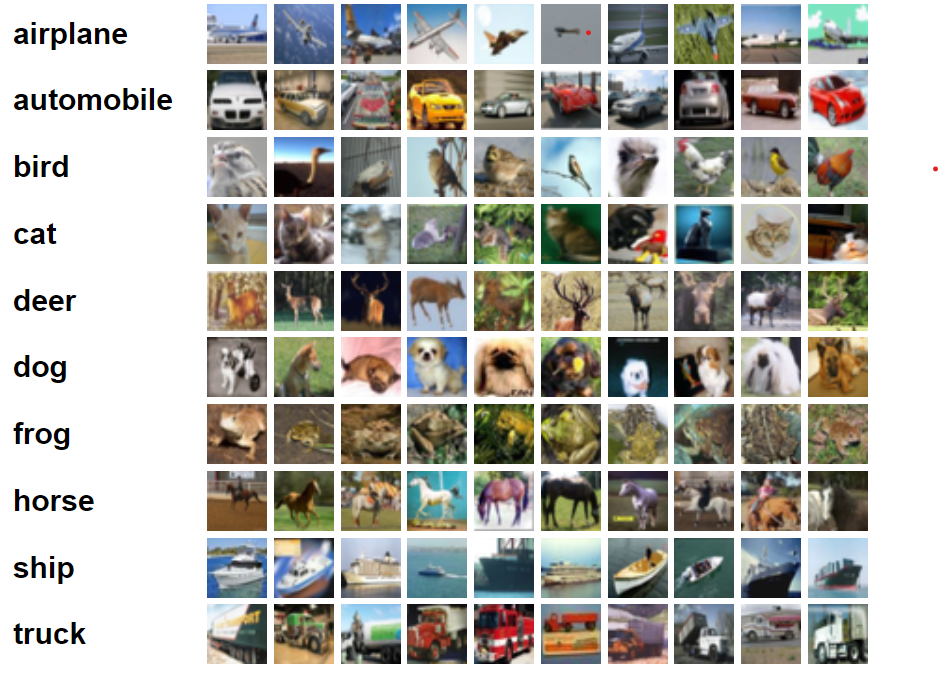 airplane
automobile
bird
cat
deer
dog
frog
horse
ship
truck